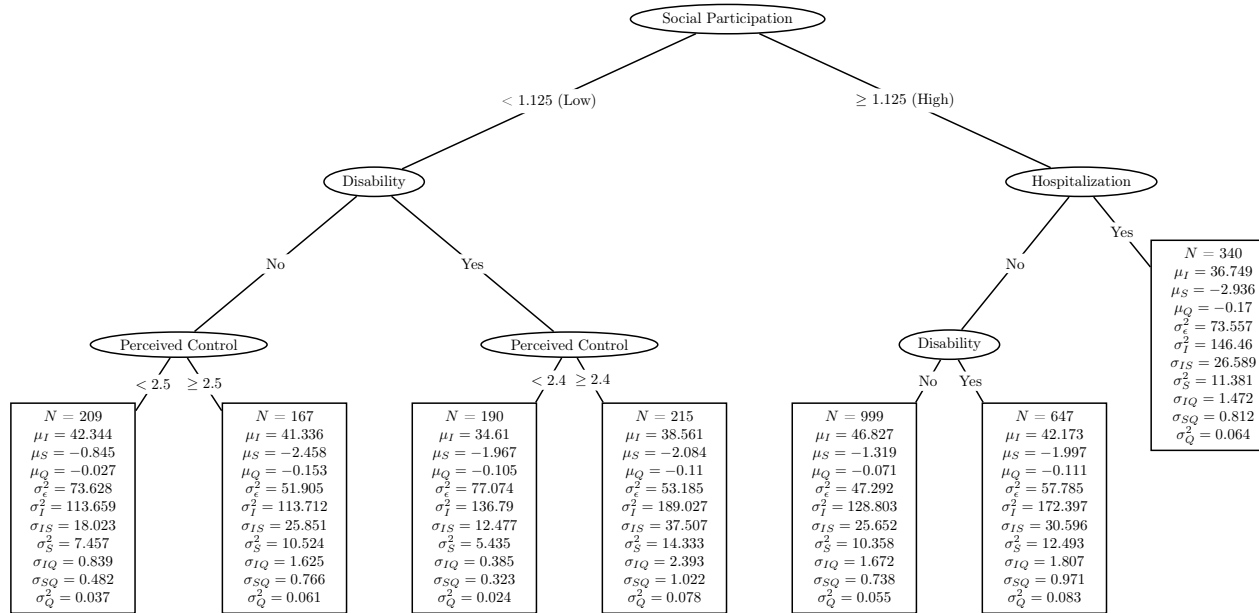 Social Participation
< 1.125 (Low)
≥ 1.125 (High)
Disability
Hospitalization
No
Yes
No
Yes
Perceived Control
Perceived Control
Disability
< 2.5
≥ 2.5
< 2.4
≥ 2.4
No
Yes
N = 209
μ_I = 42.344
μ_S = −0.845
μ_Q = −0.027
σ²_ϵ = 73.628
σ²_I = 113.659
σ_IS = 18.023
σ²_S = 7.457
σ_IQ = 0.839
σ_SQ = 0.482
σ²_Q = 0.037
N = 167
μ_I = 41.336
μ_S = −2.458
μ_Q = −0.153
σ²_ϵ = 51.905
σ²_I = 113.712
σ_IS = 25.851
σ²_S = 10.524
σ_IQ = 1.625
σ_SQ = 0.766
σ²_Q = 0.061
N = 190
μ_I = 34.61
μ_S = −1.967
μ_Q = −0.105
σ²_ϵ = 77.074
σ²_I = 136.79
σ_IS = 12.477
σ²_S = 5.435
σ_IQ = 0.385
σ_SQ = 0.323
σ²_Q = 0.024
N = 215
μ_I = 38.561
μ_S = −2.084
μ_Q = −0.11
σ²_ϵ = 53.185
σ²_I = 189.027
σ_IS = 37.507
σ²_S = 14.333
σ_IQ = 2.393
σ_SQ = 1.022
σ²_Q = 0.078
N = 999
μ_I = 46.827
μ_S = −1.319
μ_Q = −0.071
σ²_ϵ = 47.292
σ²_I = 128.803
σ_IS = 25.652
σ²_S = 10.358
σ_IQ = 1.672
σ_SQ = 0.738
σ²_Q = 0.055
N = 647
μ_I = 42.173
μ_S = −1.997
μ_Q = −0.111
σ²_ϵ = 57.785
σ²_I = 172.397
σ_IS = 30.596
σ²_S = 12.493
σ_IQ = 1.807
σ_SQ = 0.971
σ²_Q = 0.083
N = 340
μ_I = 36.749
μ_S = −2.936
μ_Q = −0.17
σ²_ϵ = 73.557
σ²_I = 146.46
σ_IS = 26.589
σ²_S = 11.381
σ_IQ = 1.472
σ_SQ = 0.812
σ²_Q = 0.064